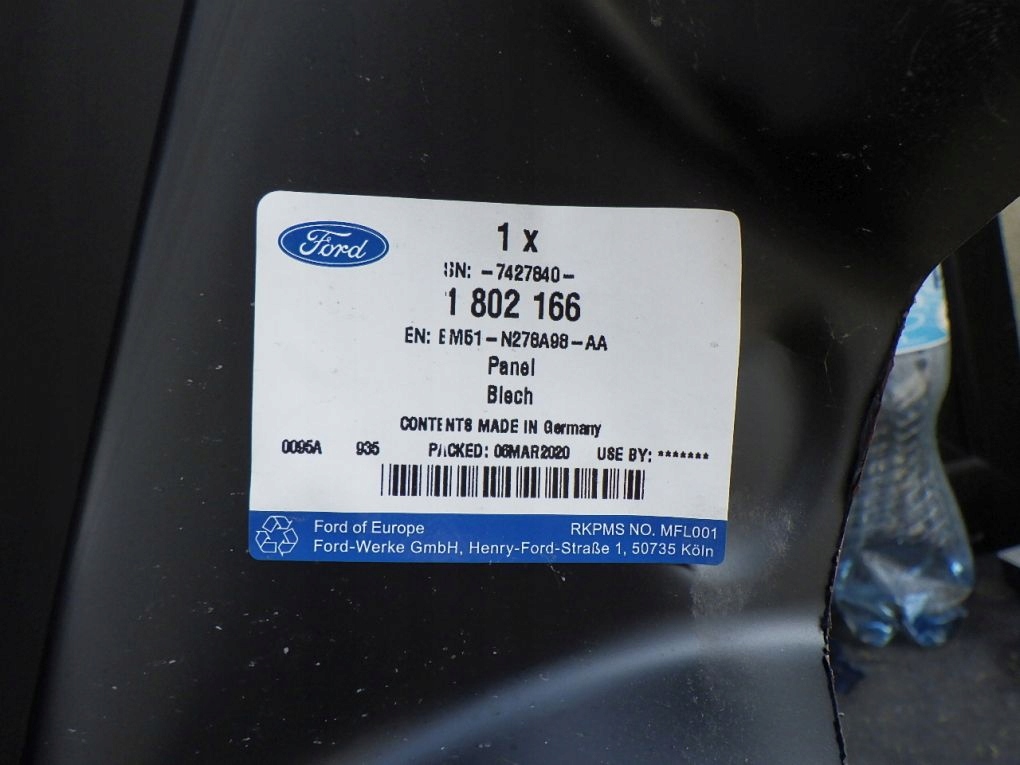 Ford
1 x
SN: -7427840-
1 802 166
EN: BM51-N278A98-AA
Panel
Blech
CONTENTS MADE IN Germany
0095A 935 PACKED: 06MAR2020 USE BY: *******
Ford of Europe RKPMS NO. MFL001
Ford-Werke GmbH, Henry-Ford-Straße 1, 50735 Köln